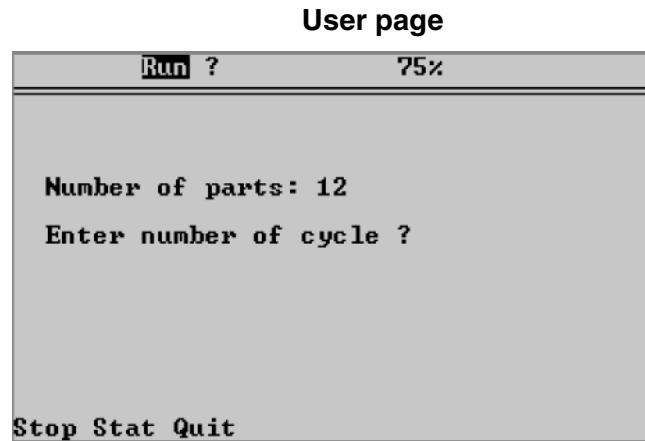 User page
Run ? 75%
Number of parts: 12
Enter number of cycle ?
Stop Stat Quit